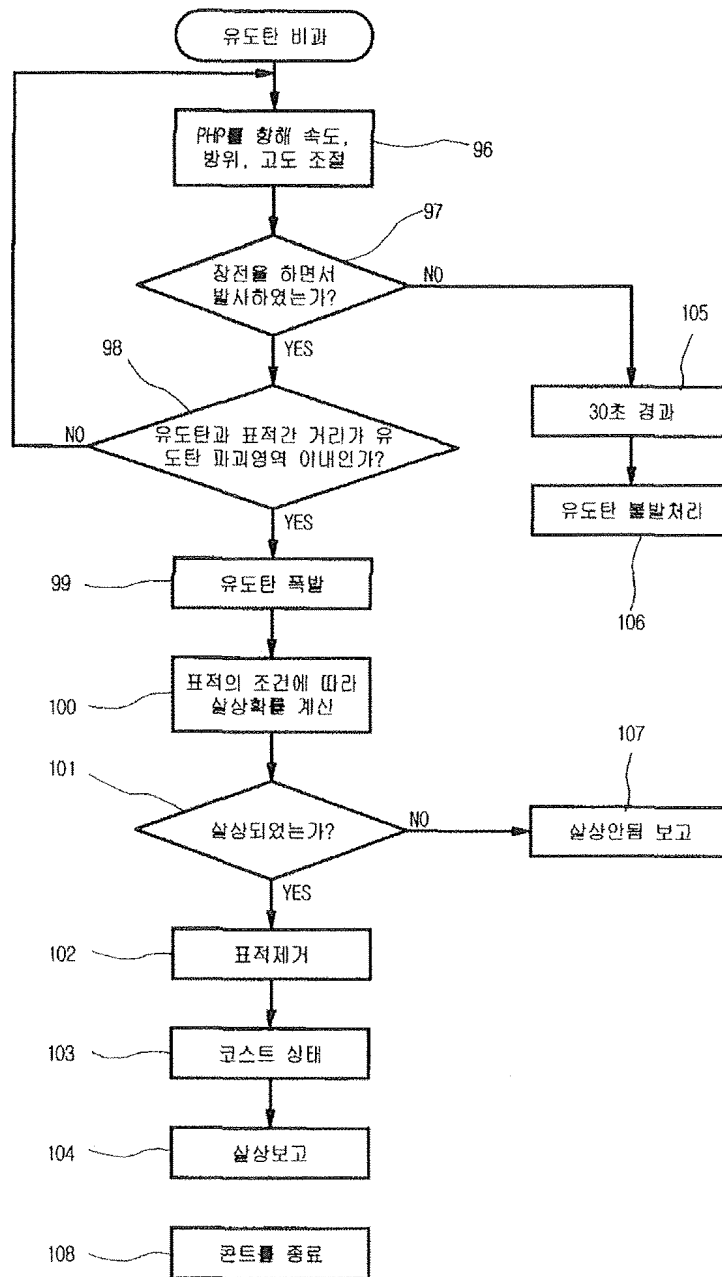 유도탄 비과
PHP를 향해 속도,
방위, 고도 조절
96
97
장전을 하면서
발사하였는가?
NO
YES
98
105
유도탄과 표적간 거리가 유
도탄 파괴영역 이내인가?
NO
YES
30초 경과
유도탄 불발처리
106
99
유도탄 폭발
100
표적의 조건에 따라
살상확률 계산
101
107
살상되었는가?
NO
YES
살상안됨 보고
102
표적제거
103
코스트 상태
104
살상보고
108
콘트롤 종료